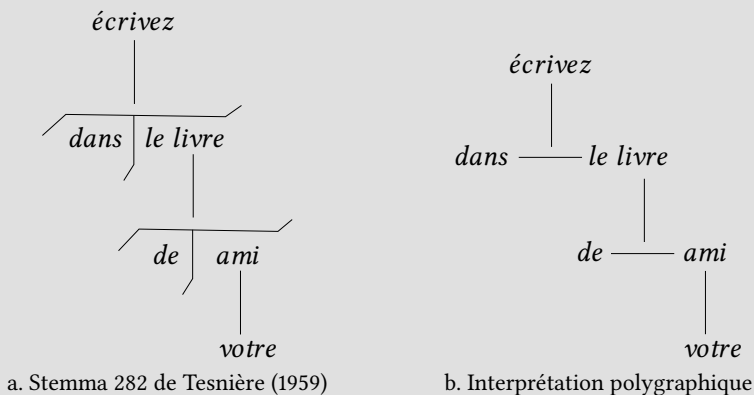 écrivez
dans le livre
de ami
votre
a. Stemma 282 de Tesnière (1959)
écrivez
dans le livre
de ami
votre
b. Interprétation polygraphique